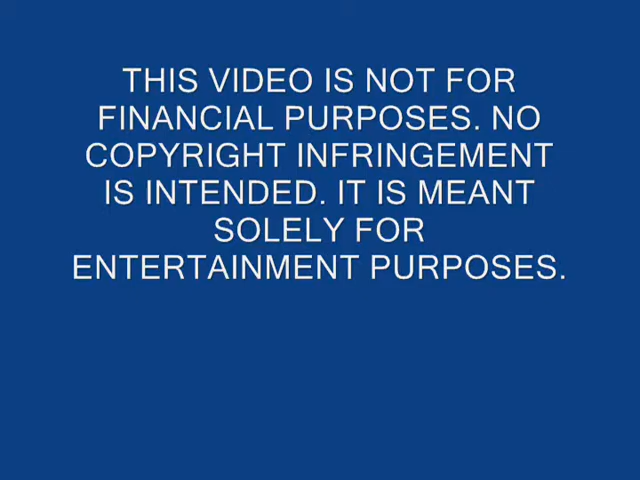 THIS VIDEO IS NOT FOR
FINANCIAL PURPOSES. NO
COPYRIGHT INFRINGEMENT
IS INTENDED. IT IS MEANT
SOLELY FOR
ENTERTAINMENT PURPOSES.